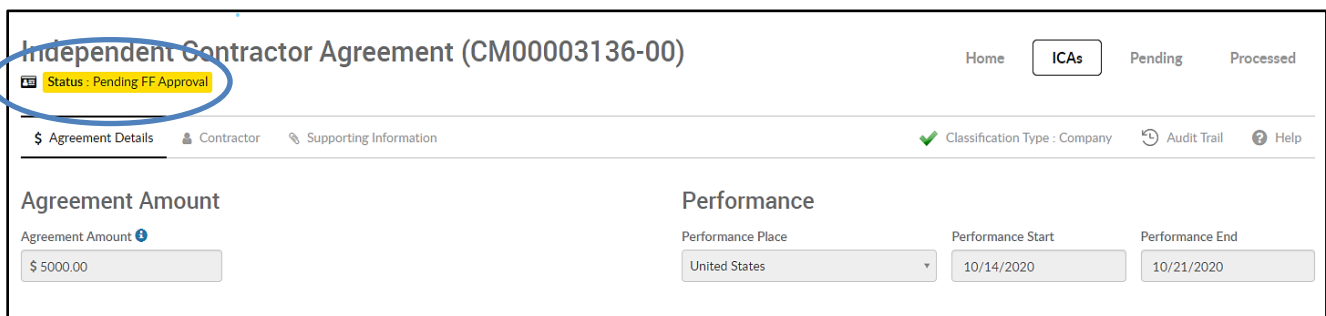 Independent Contractor Agreement (CM00003136-00)
Home ICAs Pending Processed
Status : Pending FF Approval
$ Agreement Details Contractor Supporting Information Classification Type : Company Audit Trail Help
Agreement Amount Performance
Agreement Amount Performance Place Performance Start Performance End
$ 5000.00 United States 10/14/2020 10/21/2020